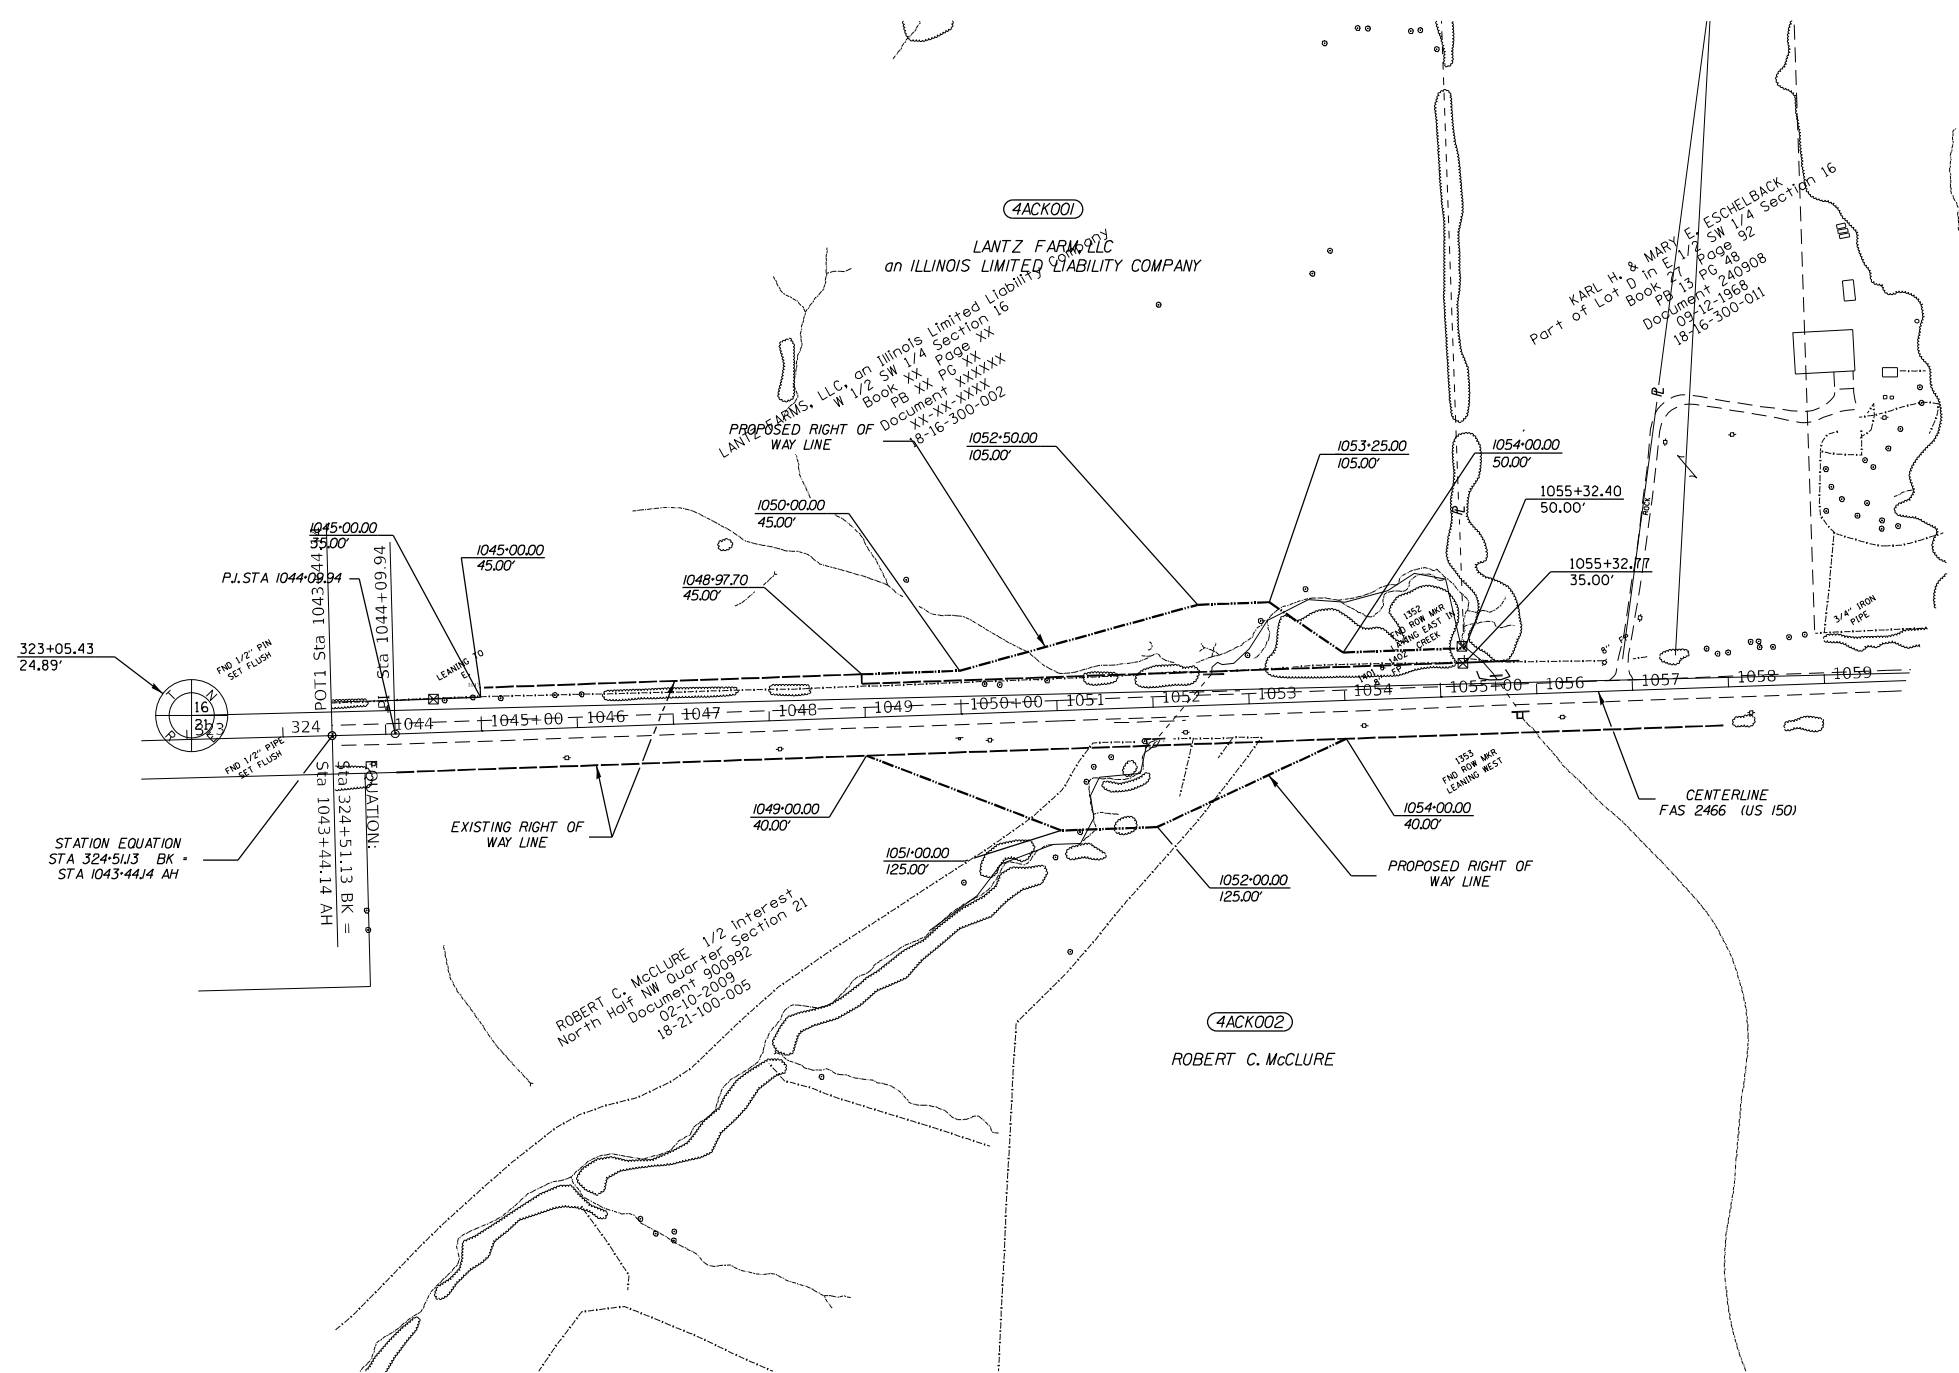 4ACK001
LANTZ FARM, LLC
an ILLINOIS LIMITED LIABILITY COMPANY
LANTZ FARMS, LLC, an Illinois Limited Liability Company
W 1/2 SW 1/4 Section 16
Book XX Page XX
PB XX PG XX
Document XXXXXX
XX-XX-XXXX
18-16-300-002
KARL H. & MARY E. ESCHELBACK
Part of Lot D in E 1/2 SW 1/4 Section 16
Book 27 Page 92
PB 13 PG 48
Document 240908
09-12-1968
18-16-300-011
PROPOSED RIGHT OF
WAY LINE
1052+50.00
105.00'
1053+25.00
105.00'
1054+00.00
50.00'
1055+32.40
50.00'
1055+32.77
35.00'
1050+00.00
45.00'
1045+00.00
35.00'
1045+00.00
45.00'
1048+97.70
45.00'
P.I. STA 1044+09.94
POT1 Sta 1043+44.14
PI Sta 1044+09.94
323+05.43
24.89'
FND 1/2" PIN
SET FLUSH
LEANING TO
T
N
16
21
R
E
FND 1/2" PIPE
SET FLUSH
1352
FND ROW MKR
LEANING EAST IN
CREEK
1401 & 1402
8" FP
8" FP
ROCK
3/4" IRON
PIPE
323
324
1044
1045+00
1046
1047
1048
1049
1050+00
1051
1052
1053
1054
1055+00
1056
1057
1058
1059
1353
FND ROW MKR
LEANING WEST
CENTERLINE
FAS 2466 (US 150)
STATION EQUATION
STA 324+51.13 BK =
STA 1043+44.14 AH
EQUATION:
Sta 324+51.13 BK =
Sta 1043+44.14 AH
EXISTING RIGHT OF
WAY LINE
1049+00.00
40.00'
1051+00.00
125.00'
1052+00.00
125.00'
1054+00.00
40.00'
PROPOSED RIGHT OF
WAY LINE
ROBERT C. McCLURE 1/2 Interest
North Half NW Quarter Section 21
Document 900992
02-10-2009
18-21-100-005
4ACK002
ROBERT C. McCLURE